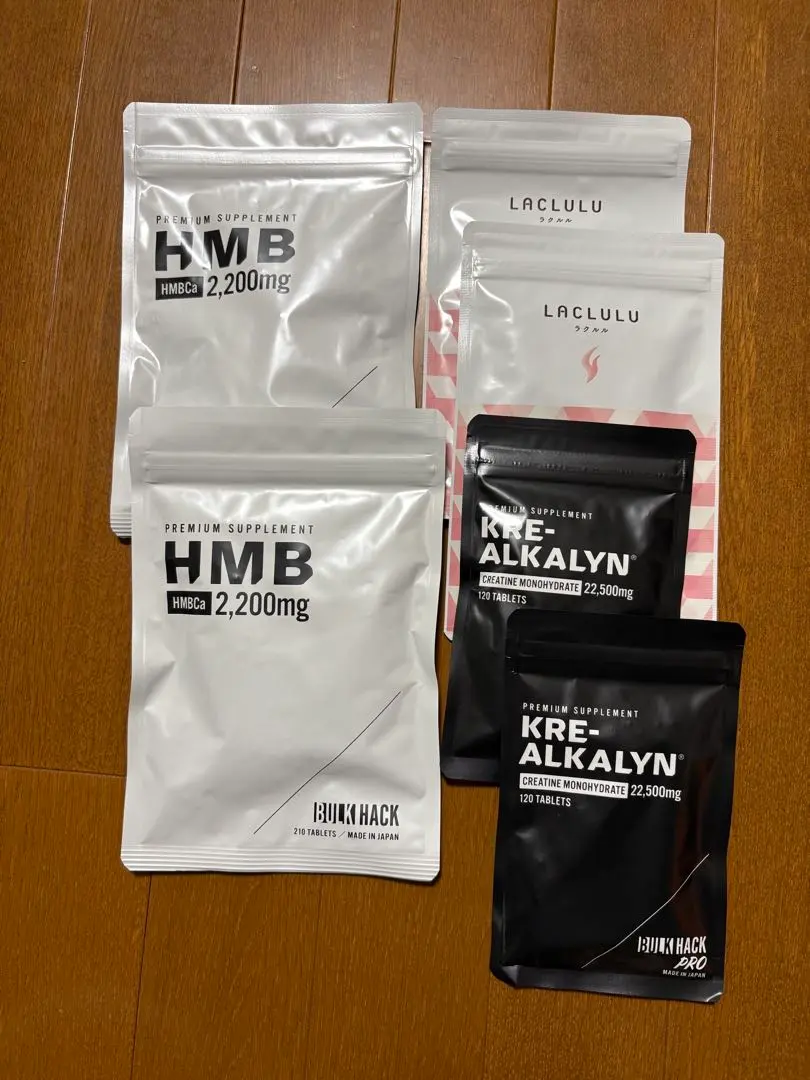 PREMIUM SUPPLEMENT
HMB
HMBCa 2,200mg
LACLULU
ラクルル
LACLULU
ラクルル
PREMIUM SUPPLEMENT
HMB
HMBCa 2,200mg
BULK HACK
210 TABLETS / MADE IN JAPAN
PREMIUM SUPPLEMENT
KRE-
ALKALYN®
CREATINE MONOHYDRATE 22,500mg
120 TABLETS
PREMIUM SUPPLEMENT
KRE-
ALKALYN®
CREATINE MONOHYDRATE 22,500mg
120 TABLETS
BULK HACK
PRO
MADE IN JAPAN